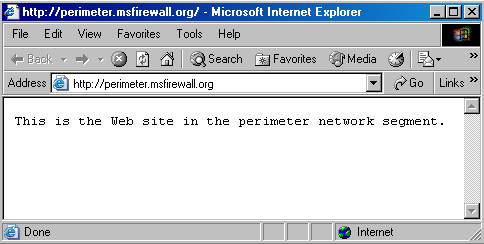 http://perimeter.msfirewall.org/ - Microsoft Internet Explorer
File Edit View Favorites Tools Help
Back Search Favorites Media »
Address http://perimeter.msfirewall.org Go Links »
This is the Web site in the perimeter network segment.
Done Internet